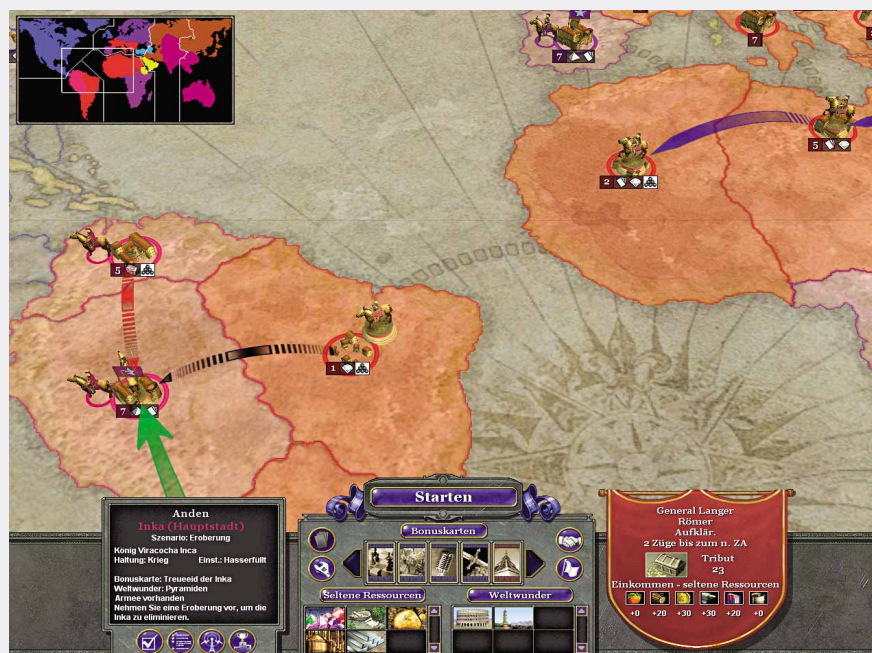 7
7
5
2
5
1
7
Starten
Bonuskarten
Seltene Ressourcen
Weltwunder
Anden
Inka (Hauptstadt)
Szenario: Eroberung
König Viracocha Inca
Haltung: Krieg Einst.: Hasserfüllt
Bonuskarte: Treueeid der Inka
Weltwunder: Pyramiden
Armee vorhanden
Nehmen Sie eine Eroberung vor, um die
Inka zu eliminieren.
General Langer
Römer
Aufklär.
2 Züge bis zum n. ZA
Tribut
23
Einkommen - seltene Ressourcen
+0 +20 +30 +30 +20 +0